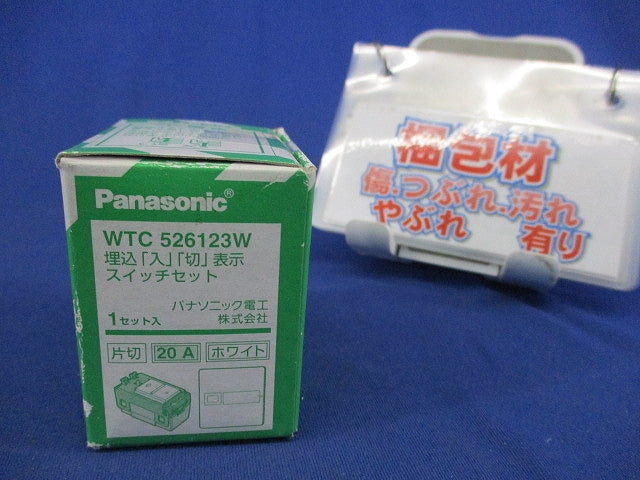 Panasonic®
WTC 526123W
埋込「入」「切」表示
スイッチセット
パナソニック電工
株式会社
1セット入
片切 20 A ホワイト
梱包材
傷.つぶれ.汚れ
やぶれ 有り